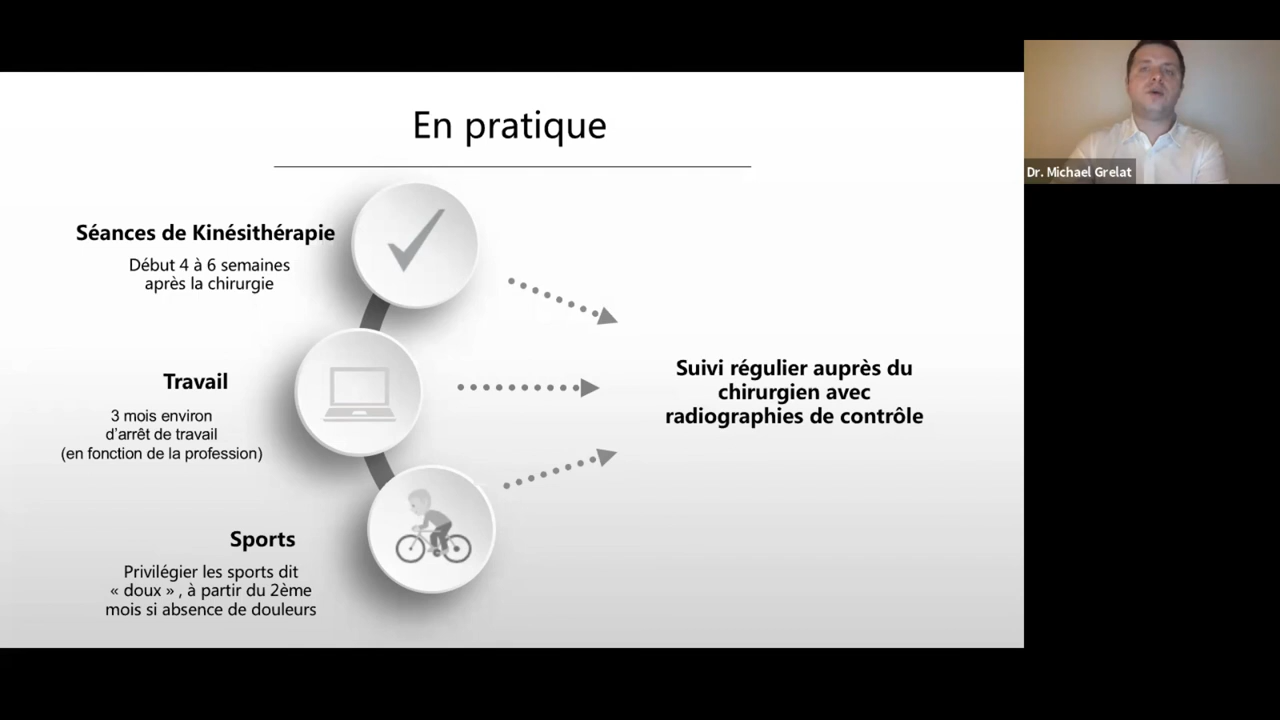 En pratique
Séances de Kinésithérapie
Début 4 à 6 semaines
après la chirurgie
Travail
3 mois environ
d'arrêt de travail
(en fonction de la profession)
Sports
Privilégier les sports dit
« doux » , à partir du 2ème
mois si absence de douleurs
Suivi régulier auprès du
chirurgien avec
radiographies de contrôle
Dr. Michael Grelat